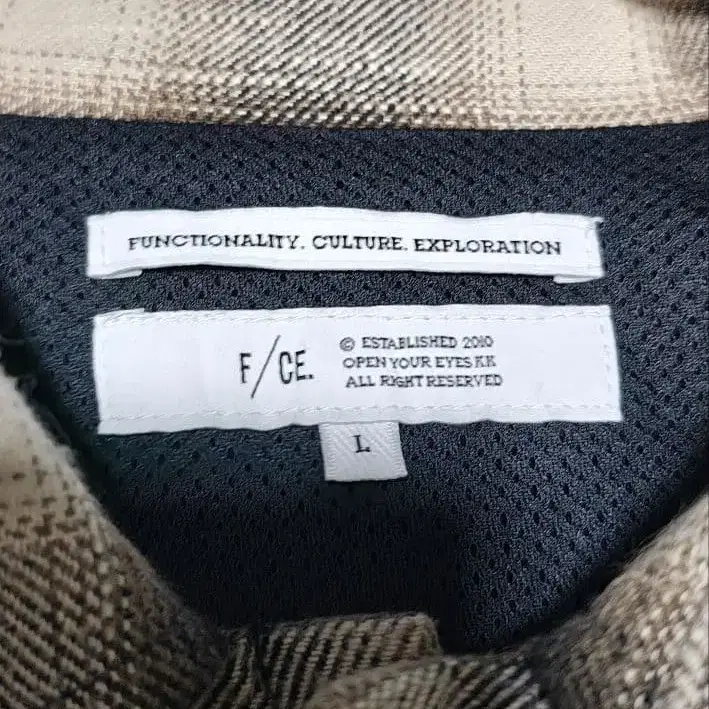 FUNCTIONALITY. CULTURE. EXPLORATION
F/CE.
© ESTABLISHED 2010
OPEN YOUR EYES KK
ALL RIGHT RESERVED
L